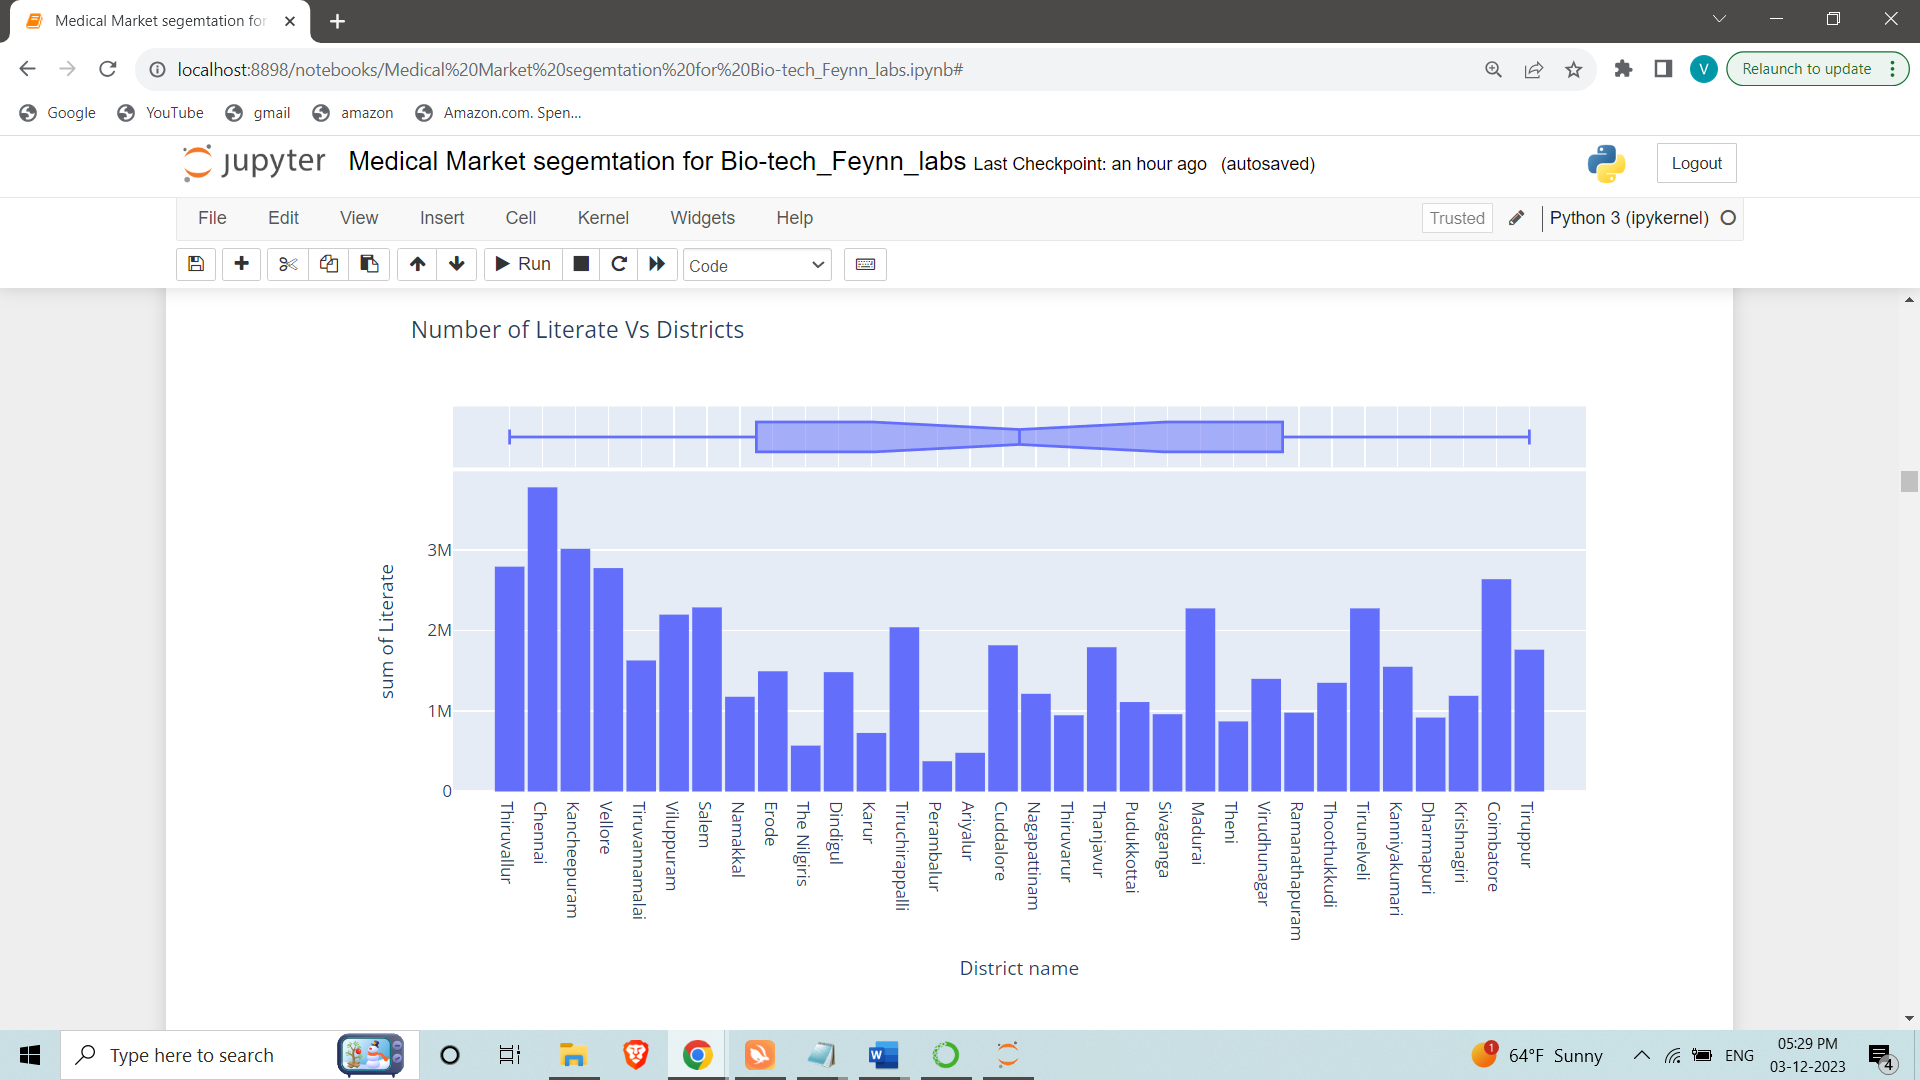 Medical Market segemtation for
localhost:8898/notebooks/Medical%20Market%20segemtation%20for%20Bio-tech_Feynn_labs.ipynb#
V
Relaunch to update
Google
YouTube
gmail
amazon
Amazon.com. Spen...
jupyter
Medical Market segemtation for Bio-tech_Feynn_labs Last Checkpoint: an hour ago (autosaved)
Logout
File
Edit
View
Insert
Cell
Kernel
Widgets
Help
Trusted
Python 3 (ipykernel)
Run
Code
Number of Literate Vs Districts
sum of Literate
3M
2M
1M
0
Thiruvallur
Chennai
Kancheepuram
Vellore
Tiruvannamalai
Viluppuram
Salem
Namakkal
Erode
The Nilgiris
Dindigul
Karur
Tiruchirappalli
Perambalur
Ariyalur
Cuddalore
Nagapattinam
Thiruvarur
Thanjavur
Pudukkottai
Sivaganga
Madurai
Theni
Virudhunagar
Ramanathapuram
Thoothukkudi
Tirunelveli
Kanniyakumari
Dharmapuri
Krishnagiri
Coimbatore
Tiruppur
District name
Type here to search
W
1
64°F Sunny
ENG
05:29 PM
03-12-2023
4